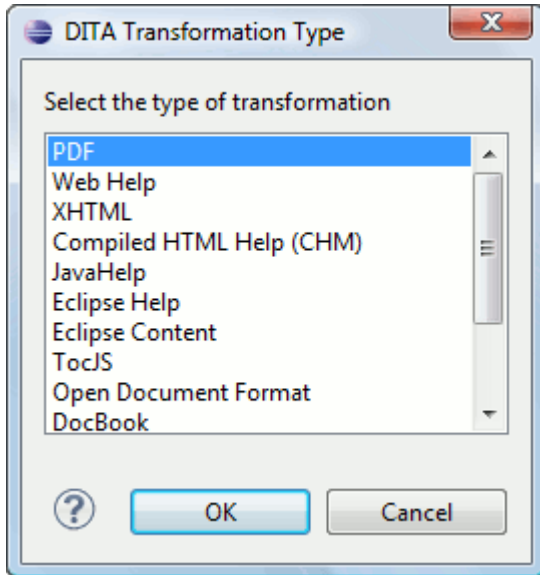 DITA Transformation Type
Select the type of transformation
PDF
Web Help
XHTML
Compiled HTML Help (CHM)
JavaHelp
Eclipse Help
Eclipse Content
TocJS
Open Document Format
DocBook
?
OK
Cancel